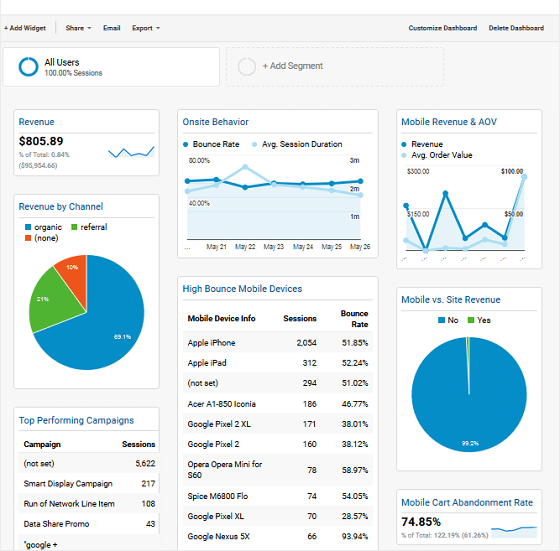 + Add Widget Share Email Export Customize Dashboard Delete Dashboard
All Users
100.00% Sessions
+ Add Segment
Revenue
$805.89
% of Total: 0.84%
($95,954.66)
Revenue by Channel
organic referral
(none)
10%
21%
69.1%
Top Performing Campaigns
Campaign Sessions
(not set) 5,622
Smart Display Campaign 217
Run of Network Line Item 108
Data Share Promo 43
"google +
Onsite Behavior
Bounce Rate Avg. Session Duration
80.00% 3m
2m
40.00%
1m
... May 21 May 22 May 23 May 24 May 25 May 26
High Bounce Mobile Devices
Mobile Device Info Sessions Bounce
Rate
Apple iPhone 2,054 51.85%
Apple iPad 312 52.24%
(not set) 294 51.02%
Acer A1-850 Iconia 186 46.77%
Google Pixel 2 XL 171 38.01%
Google Pixel 2 160 38.12%
Opera Opera Mini for
S60 78 58.97%
Spice M6800 Flo 74 54.05%
Google Pixel XL 70 28.57%
Google Nexus 5X 66 93.94%
Mobile Revenue & AOV
Revenue
Avg. Order Value
$300.00 $100.00
$150.00 $50.00
Mobile vs. Site Revenue
No Yes
99.2%
Mobile Cart Abandonment Rate
74.85%
% of Total: 122.19% (61.26%)